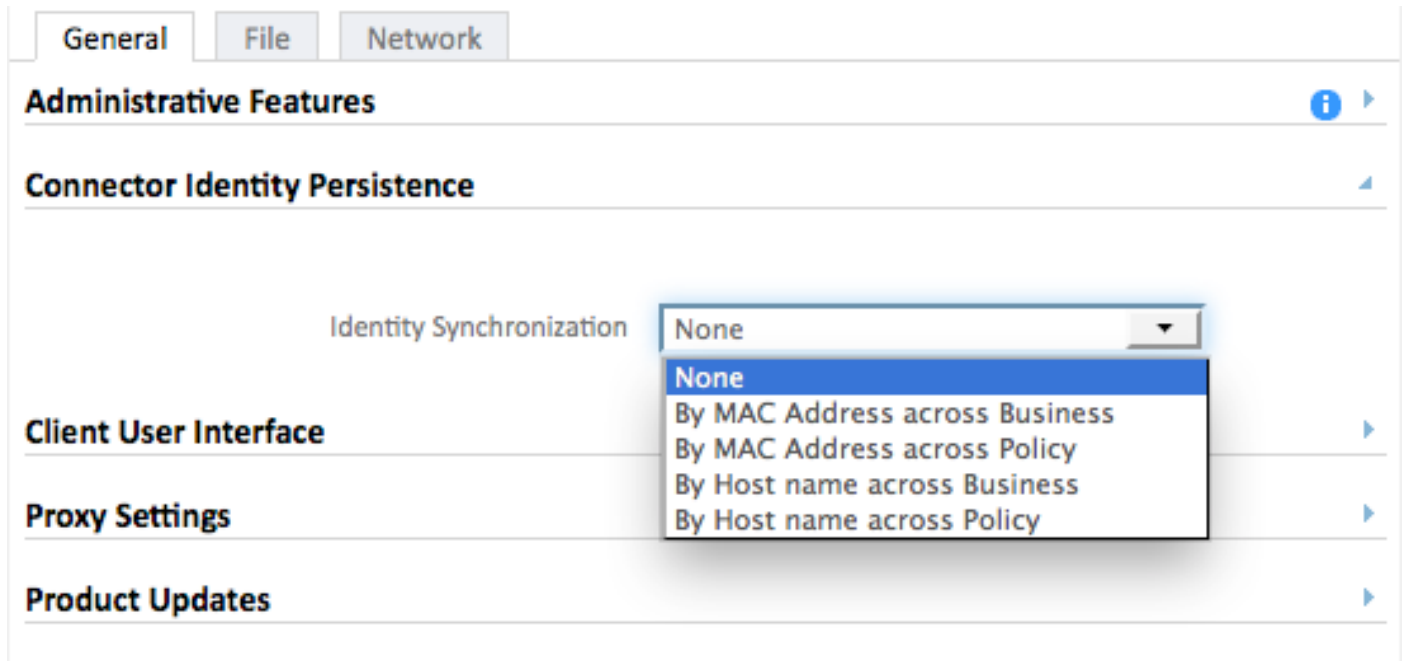 General File Network
Administrative Features
Connector Identity Persistence
Identity Synchronization None
None
By MAC Address across Business
By MAC Address across Policy
By Host name across Business
By Host name across Policy
Client User Interface
Proxy Settings
Product Updates